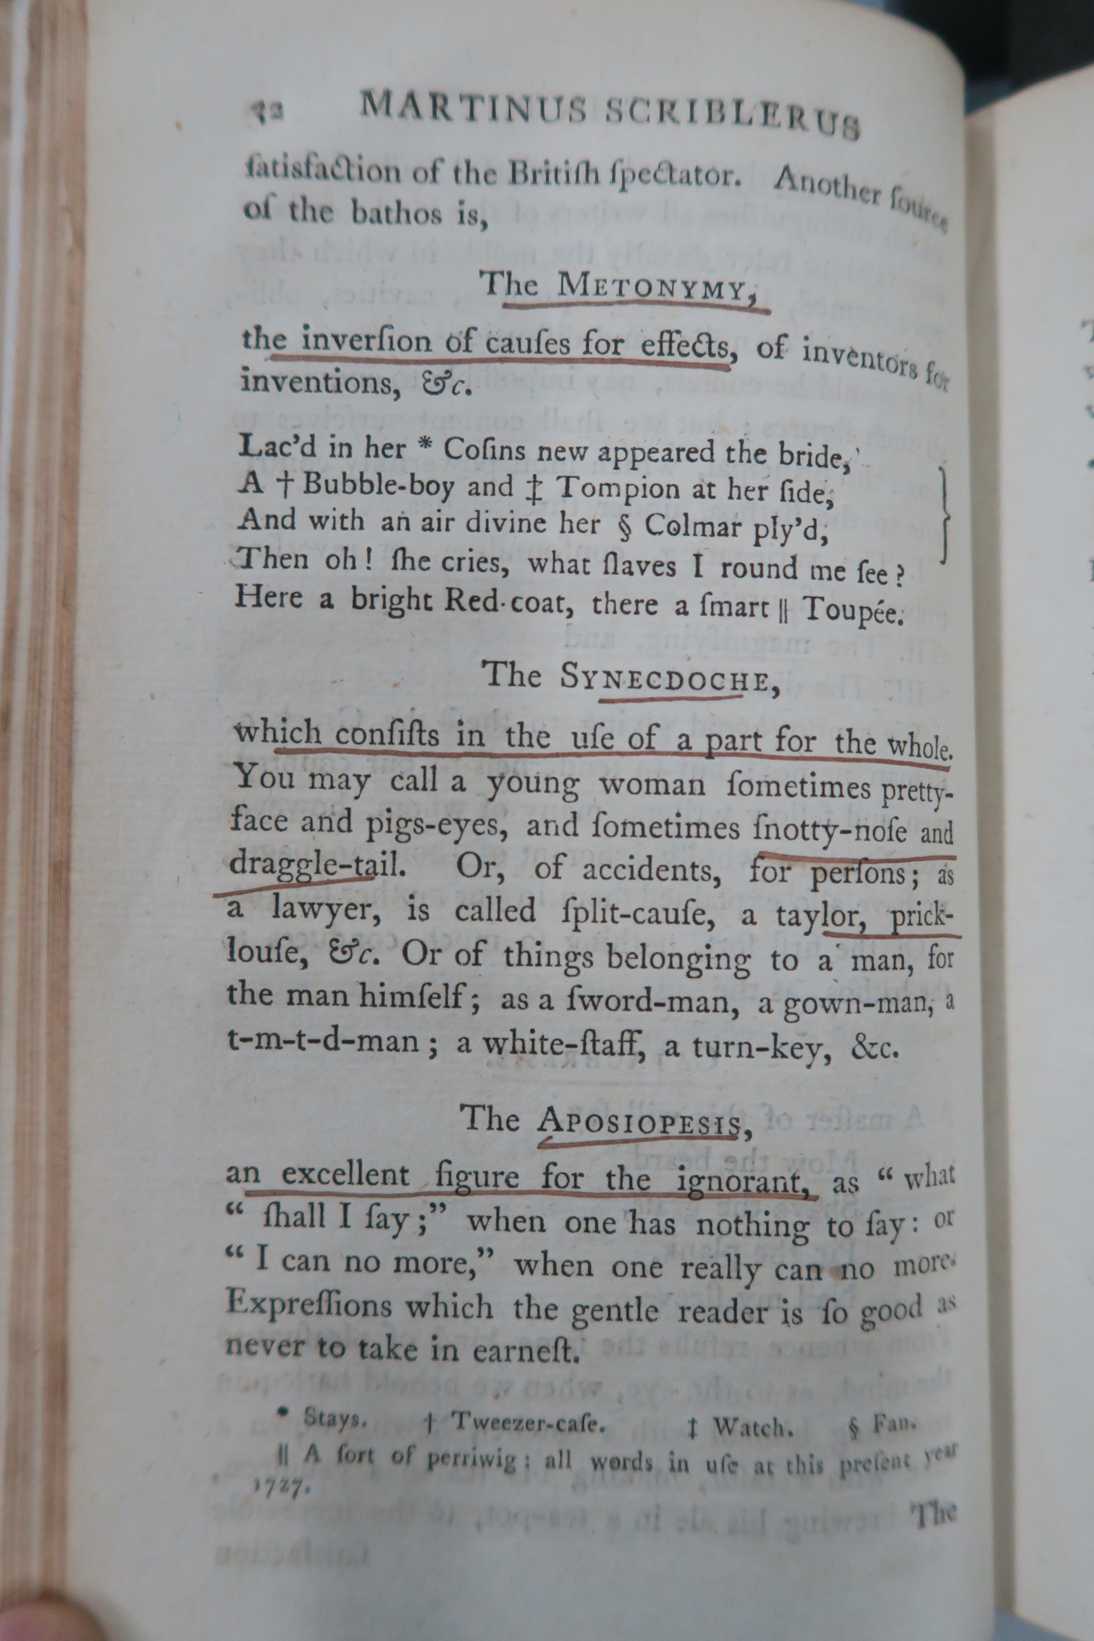 MARTINUS SCRIBLERUS
ſatisfaction of the Britiſh ſpectator. Another ſource
of the bathos is,
The METONYMY,
the inverſion of cauſes for effects, of inventors for
inventions, &c.
Lac'd in her * Coſins new appeared the bride,
A † Bubble-boy and ‡ Tompion at her ſide;
And with an air divine her § Colmar ply'd;
Then oh! ſhe cries, what ſlaves I round me ſee?
Here a bright Red-coat, there a ſmart || Toupée.
The SYNECDOCHE,
which conſiſts in the uſe of a part for the whole.
You may call a young woman ſometimes pretty-
face and pigs-eyes, and ſometimes ſnotty-noſe and
draggle-tail. Or, of accidents, for perſons; as
a lawyer, is called ſplit-cauſe, a taylor, prick-
louſe, &c. Or of things belonging to a man, for
the man himſelf; as a ſword-man, a gown-man, a
t-m-t-d-man; a white-ſtaff, a turn-key, &c.
The APOSIOPESIS,
an excellent figure for the ignorant, as “ what
“ ſhall I ſay;” when one has nothing to ſay: or
“ I can no more,” when one really can no more.
Expreſſions which the gentle reader is ſo good as
never to take in earneſt.
* Stays. † Tweezer-caſe. ‡ Watch. § Fan.
|| A ſort of perriwig: all words in uſe at this preſent year
1727.
The